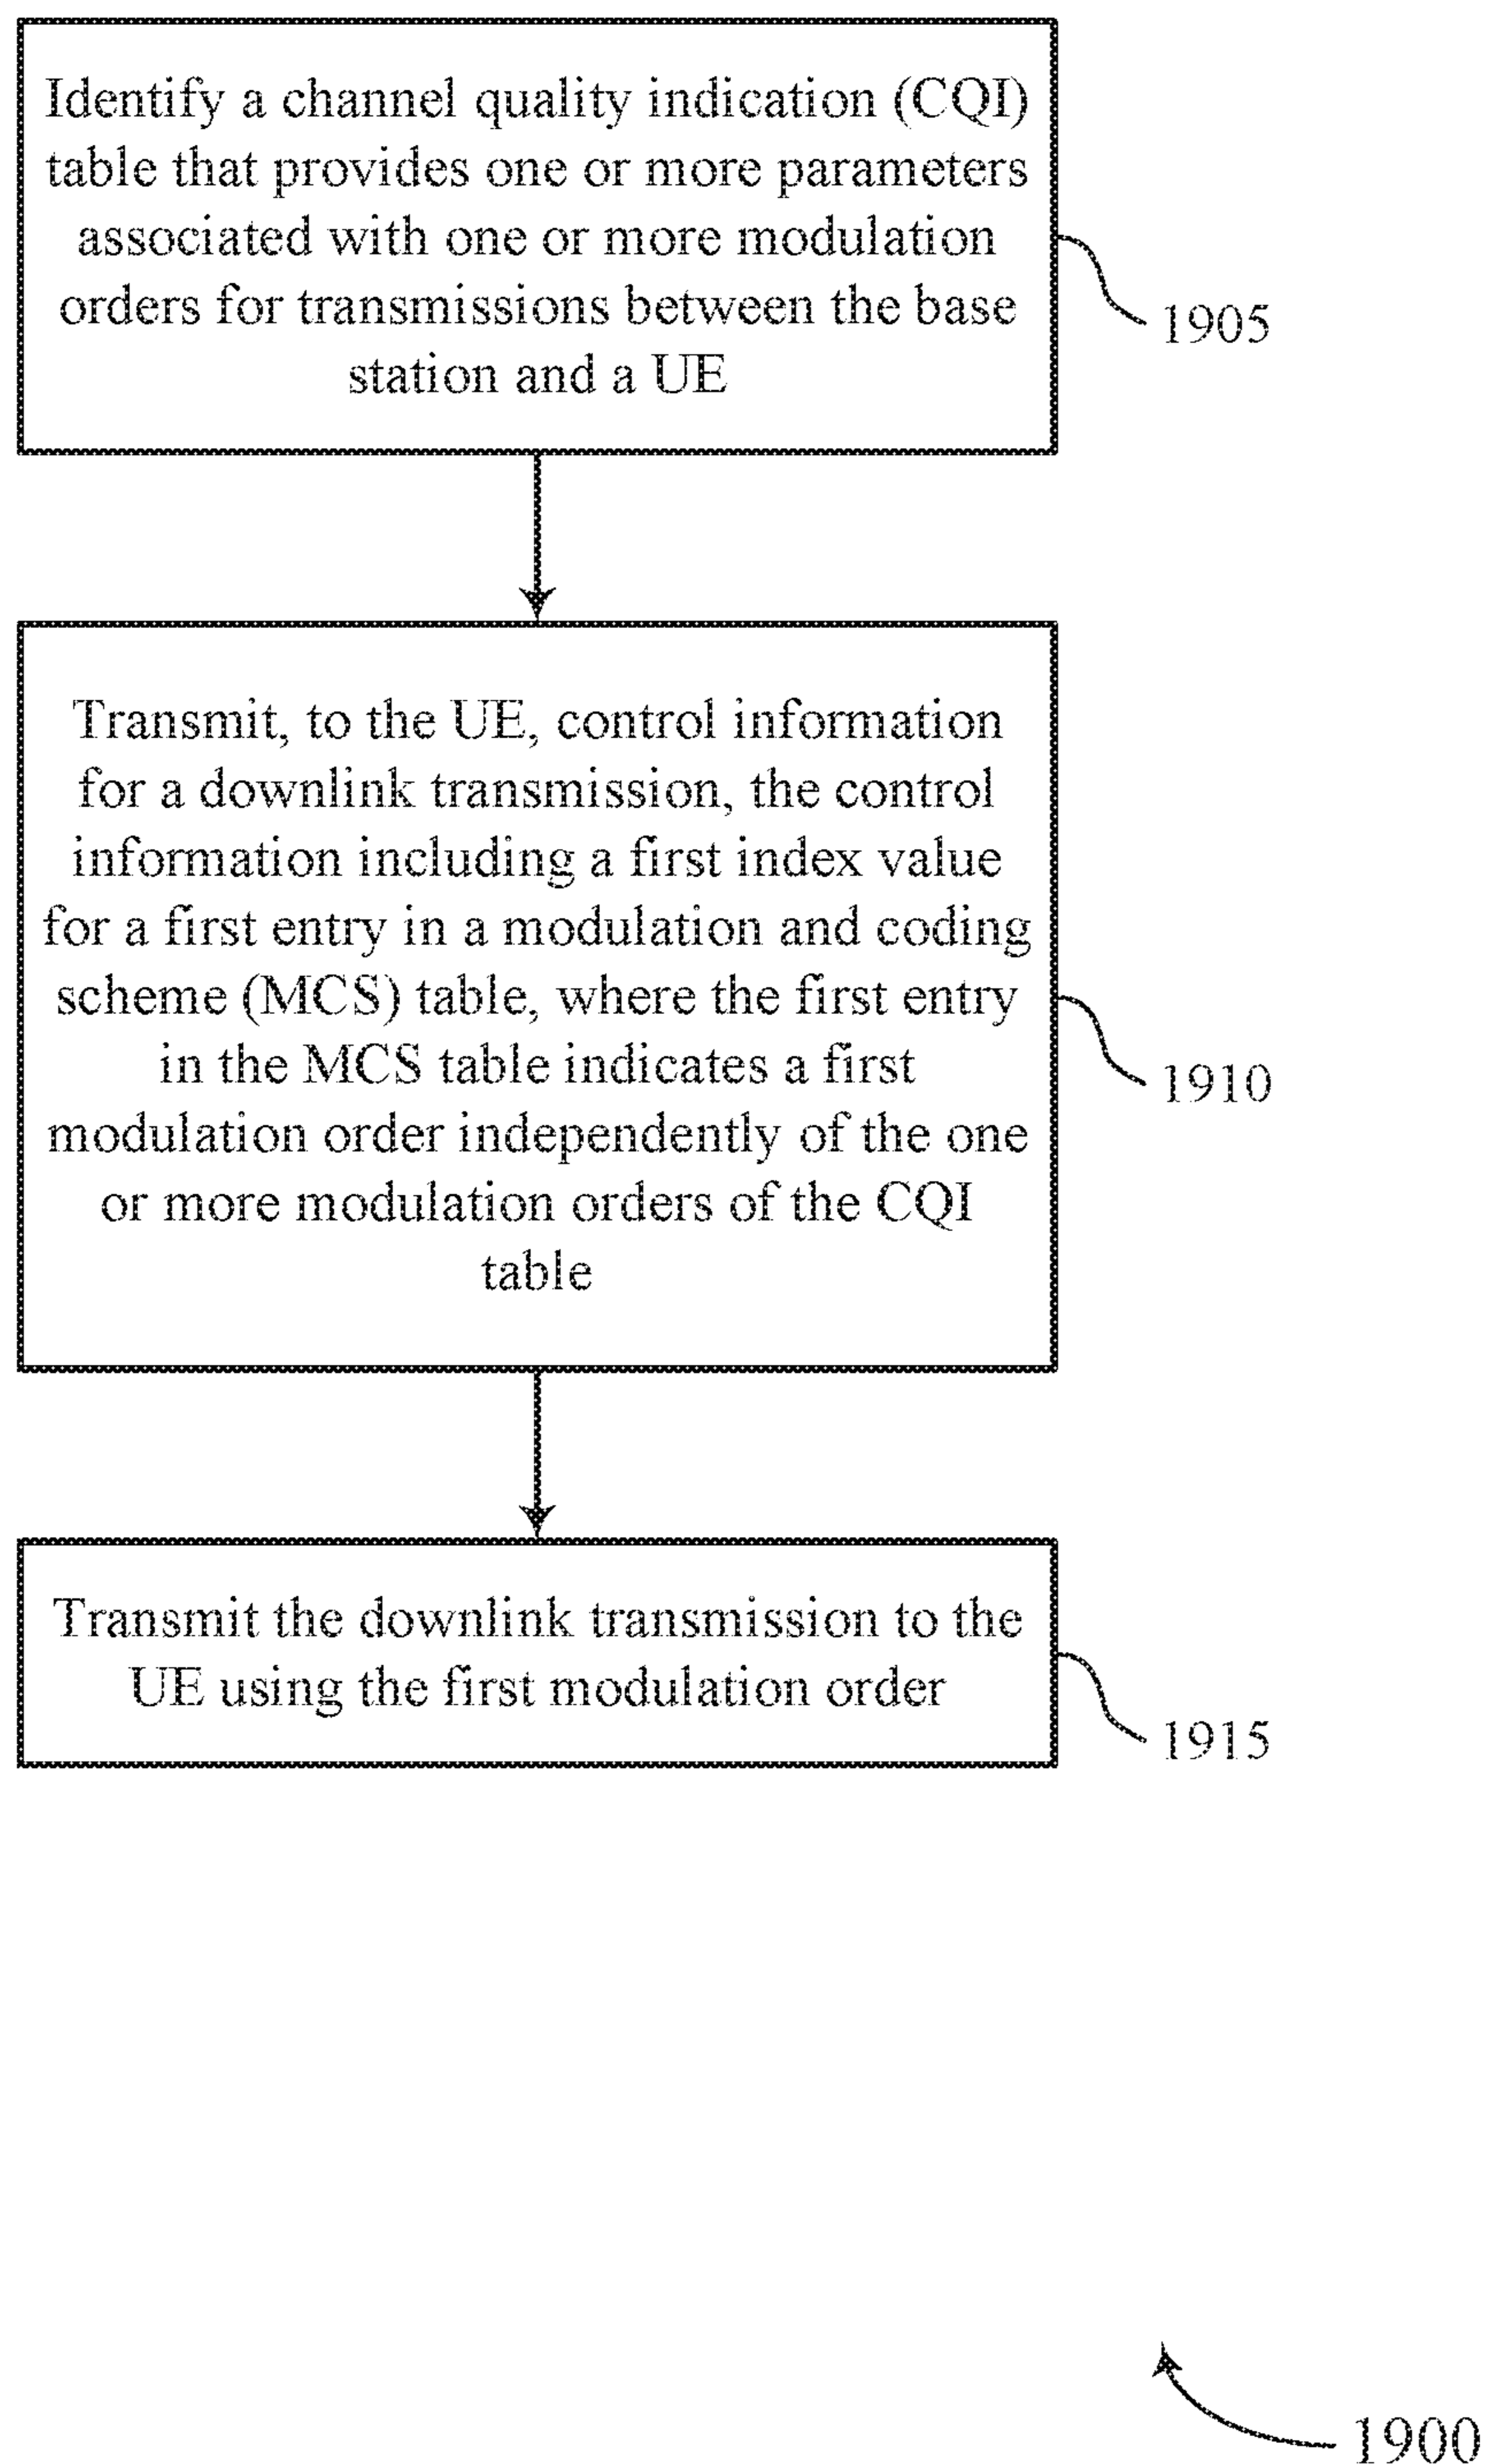 Identify a channel quality indication (CQI)
table that provides one or more parameters
associated with one or more modulation
orders for transmissions between the base
station and a UE
1905
Transmit, to the UE, control information
for a downlink transmission, the control
information including a first index value
for a first entry in a modulation and coding
scheme (MCS) table, where the first entry
in the MCS table indicates a first
modulation order independently of the one
or more modulation orders of the CQI
table
1910
Transmit the downlink transmission to the
UE using the first modulation order
1915
1900